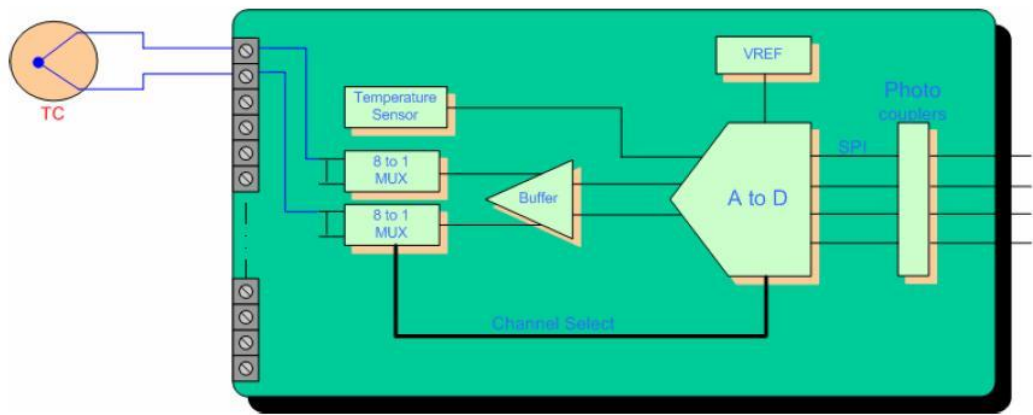 TC
VREF
Temperature
Sensor
Photo
couplers
8 to 1
MUX
SPI
Buffer
A to D
8 to 1
MUX
Channel Select